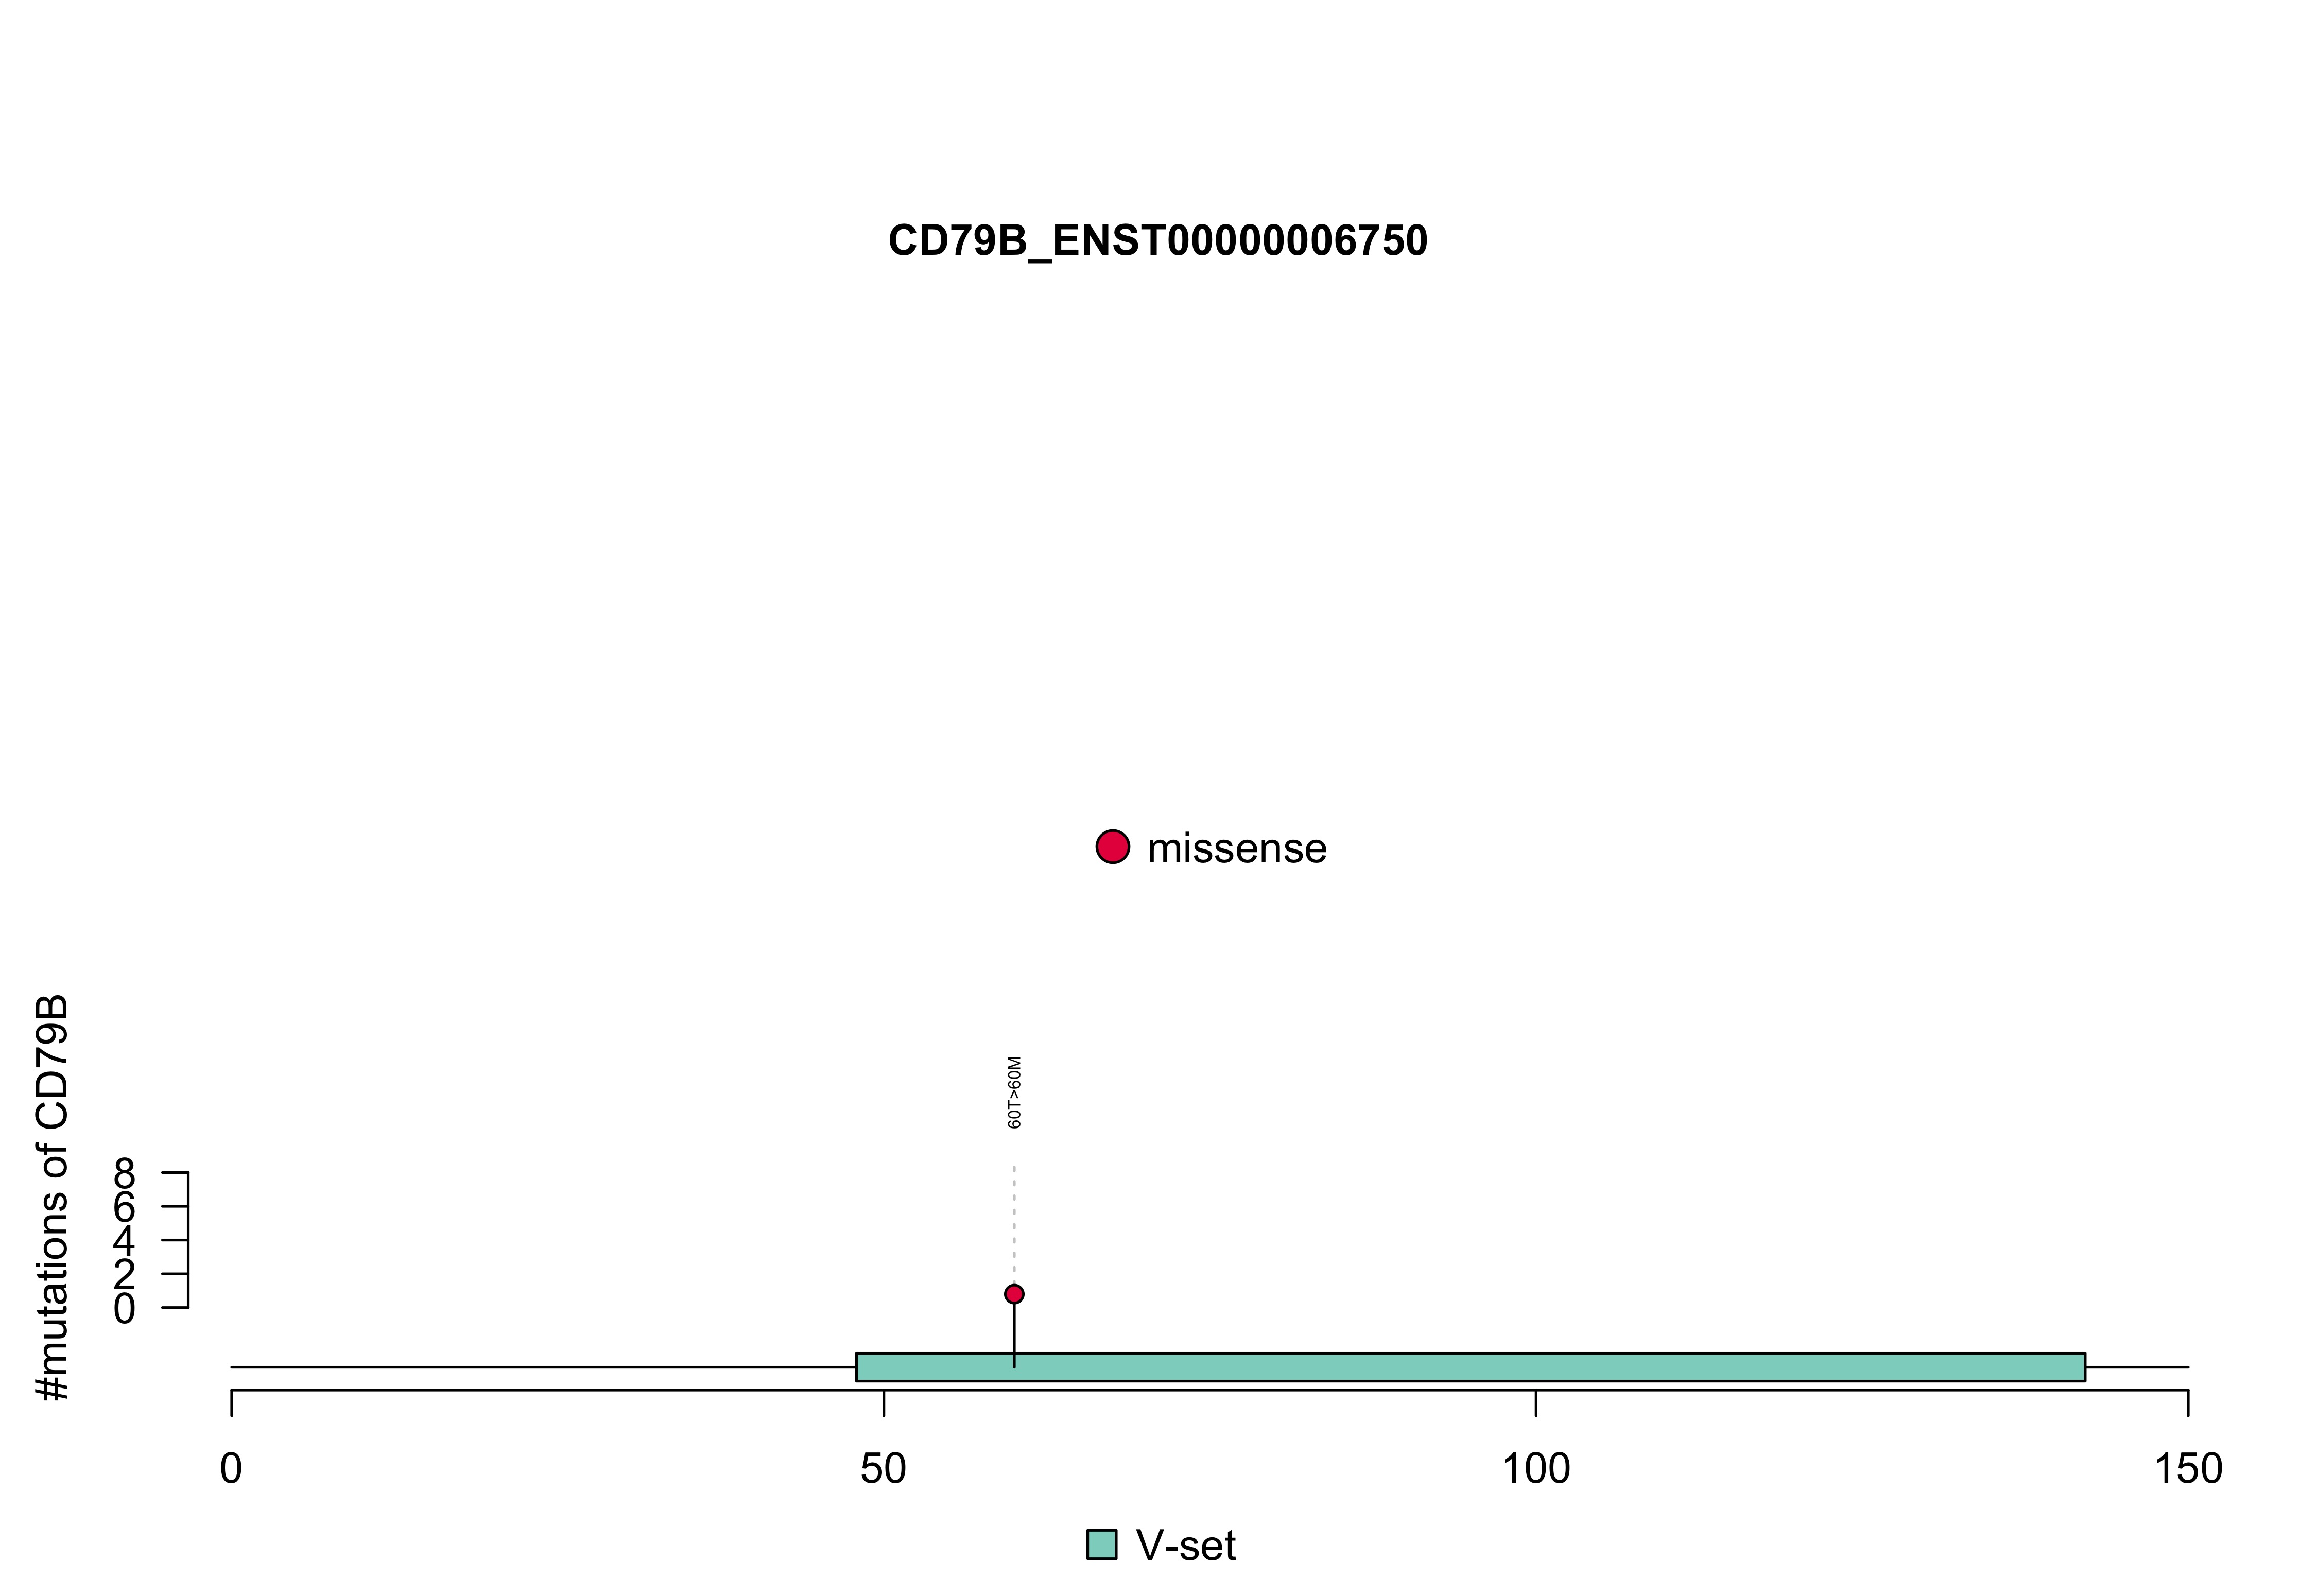 CD79B_ENST00000006750
missense
#mutations of CD79B
60T>60M
8
6
4
2
0
0 50 100 150
V-set